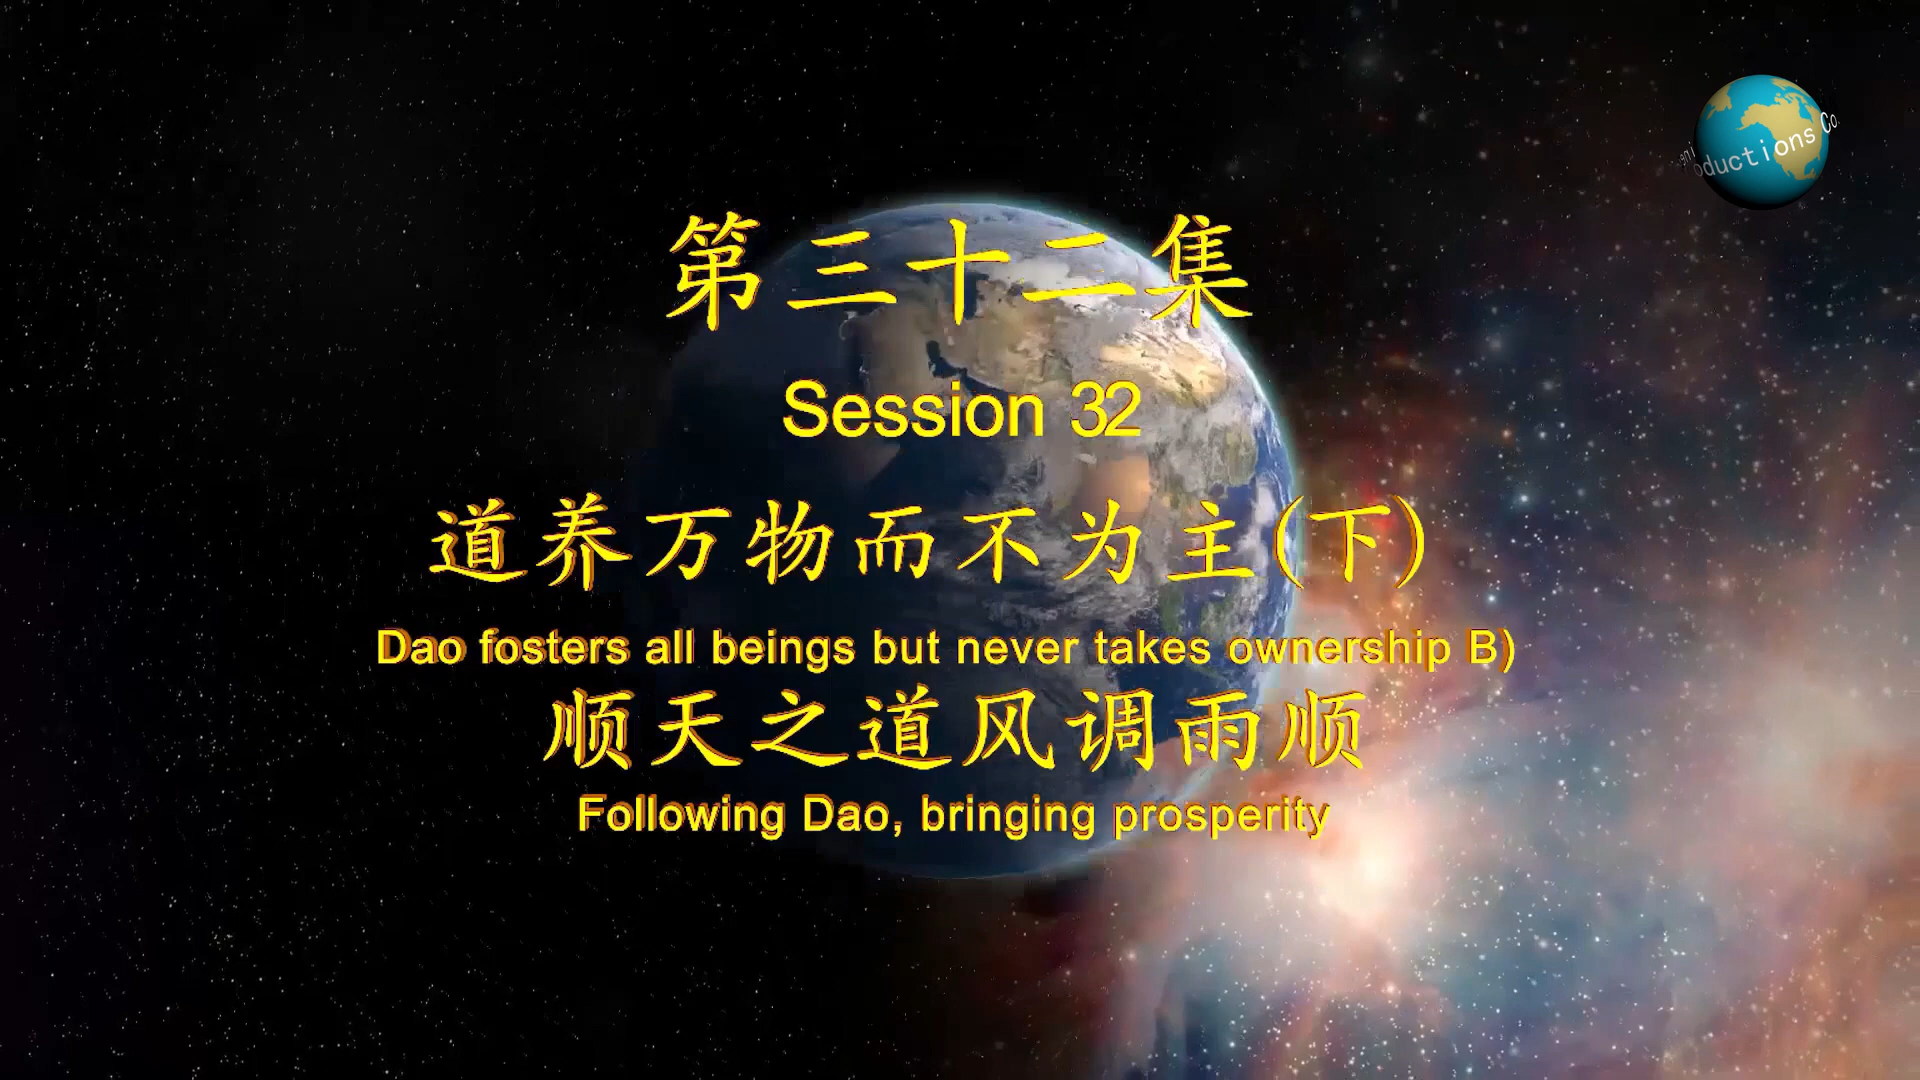 第三十二集
Session 32
道养万物而不为主(下)
Dao fosters all beings but never takes ownership B)
顺天之道风调雨顺
Following Dao, bringing prosperity
oductions Co.